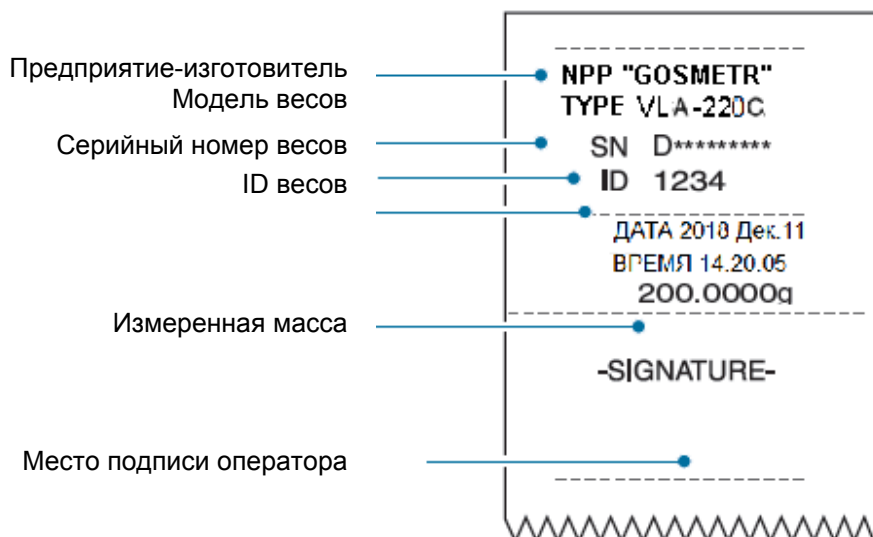 Предприятие-изготовитель
Модель весов
Серийный номер весов
ID весов
Измеренная масса
Место подписи оператора
NPP "GOSMETR"
TYPE VLA-220C
SN D*********
ID 1234
ДАТА 2018 Дек.11
ВРЕМЯ 14.20.05
200.0000g
-SIGNATURE-